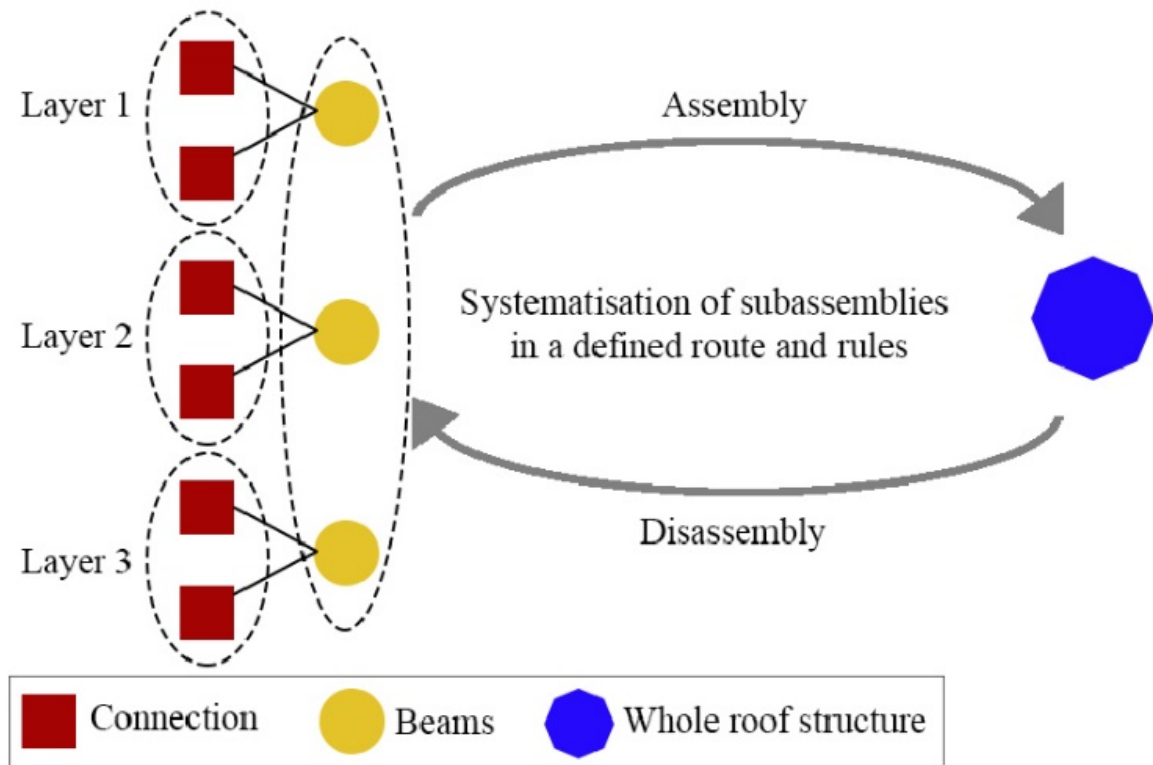 Layer 1
Assembly
Systematisation of subassemblies
in a defined route and rules
Layer 2
Disassembly
Layer 3
Connection
Beams
Whole roof structure